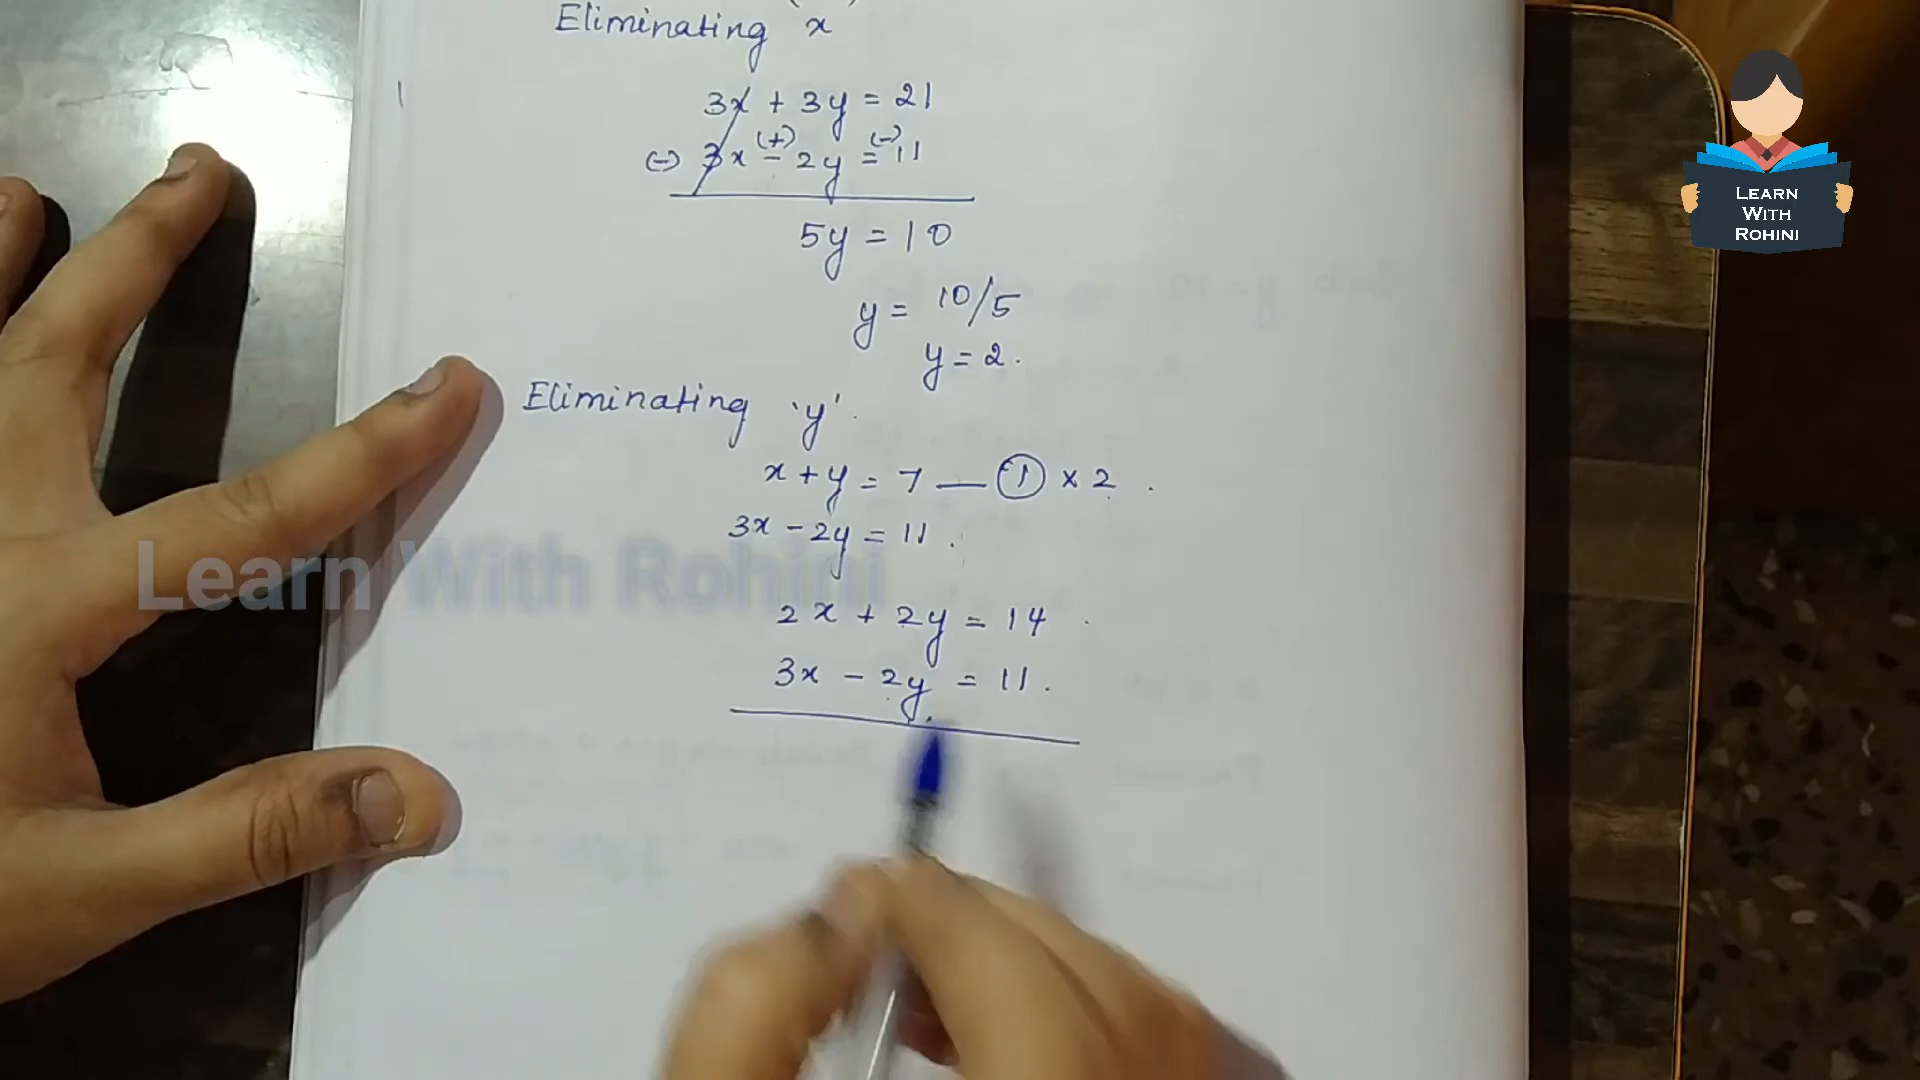 Eliminating x
3x + 3y = 21
(-) 3x (+) - 2y (-) = 11
5y = 10
y = 10/5
y = 2.
Eliminating 'y'.
x + y = 7 — ① × 2
3x - 2y = 11.
2x + 2y = 14
3x - 2y = 11.
Learn With Rohini
LEARN
WITH
ROHINI